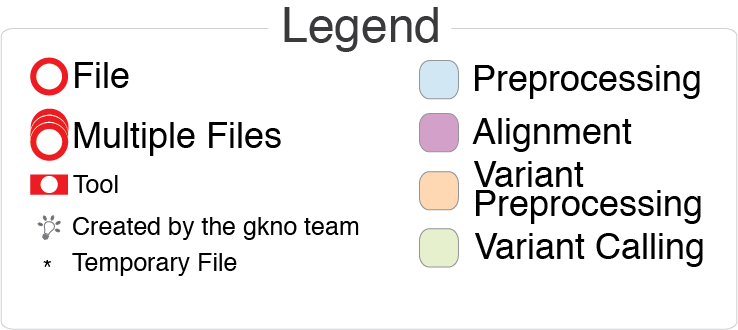 Legend
File
Multiple Files
Tool
Created by the gkno team
* Temporary File
Preprocessing
Alignment
Variant
Preprocessing
Variant Calling